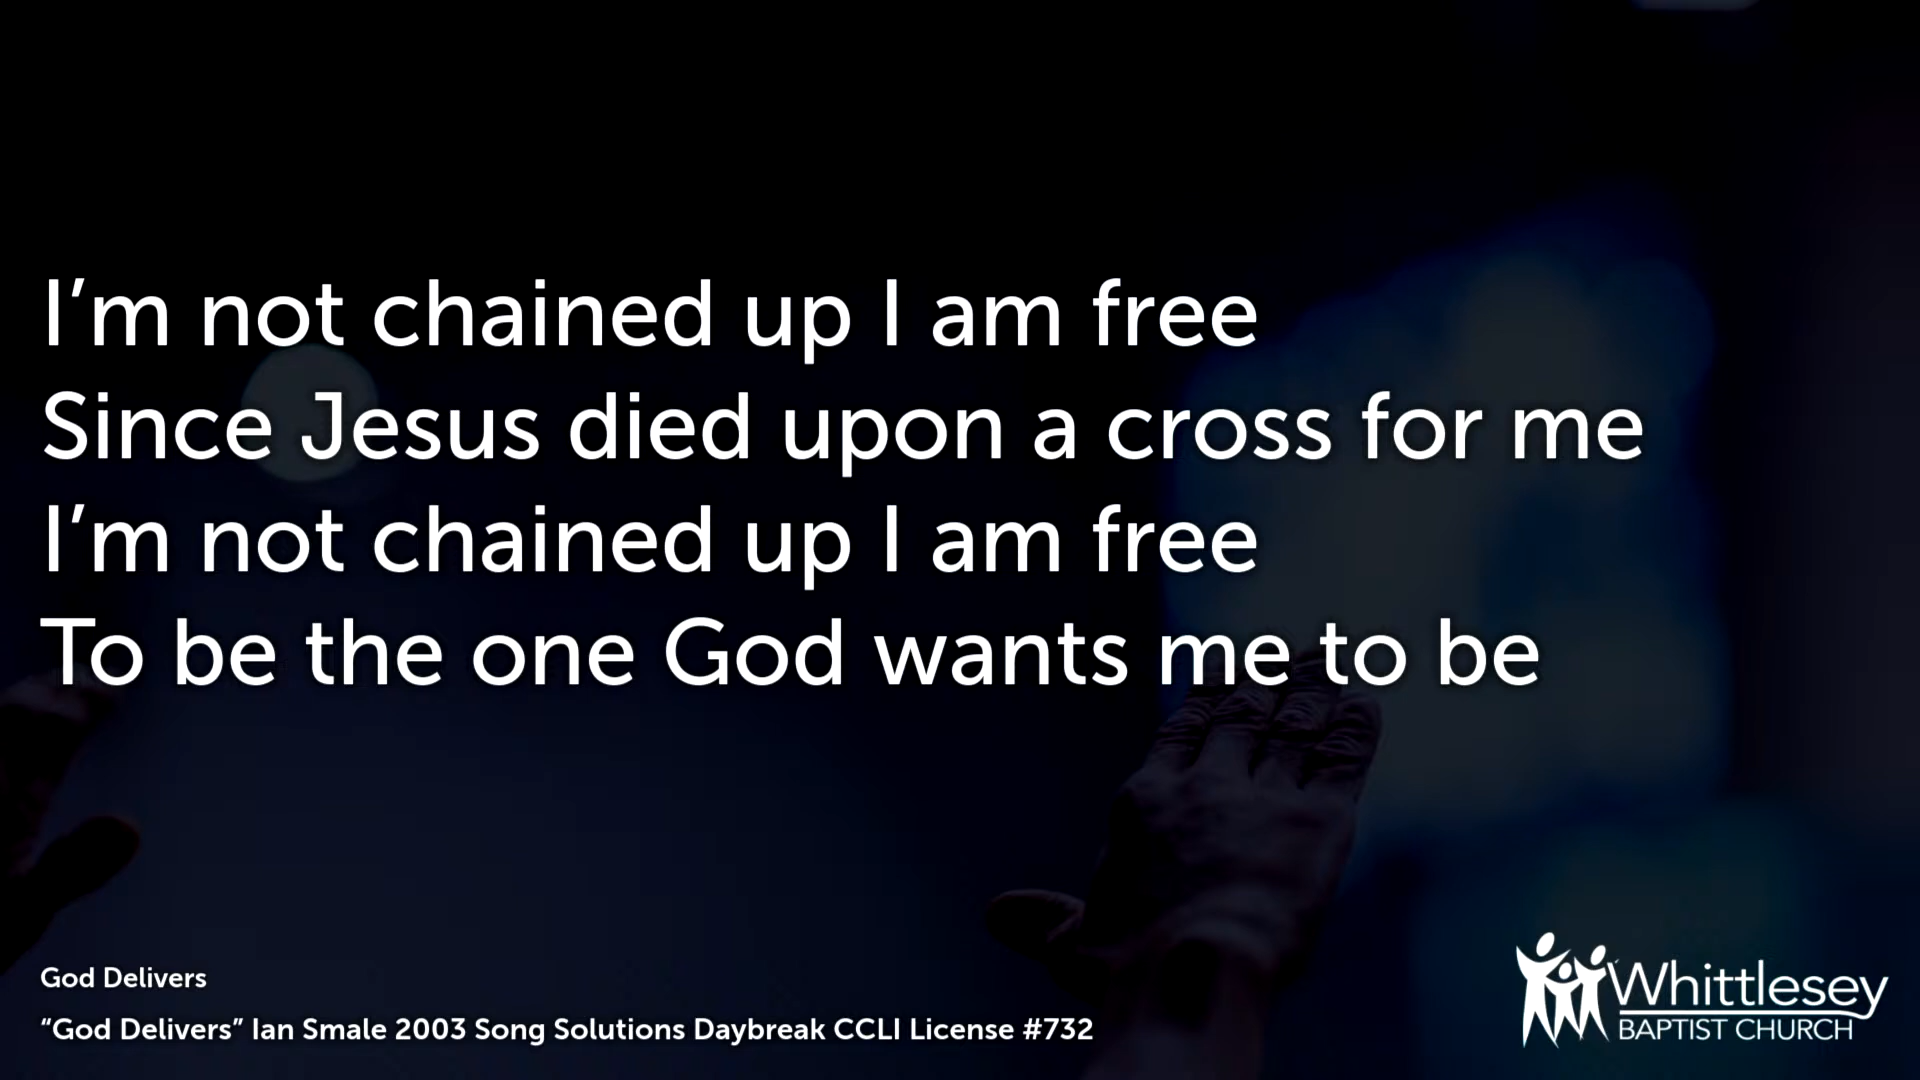 I’m not chained up I am free
Since Jesus died upon a cross for me
I’m not chained up I am free
To be the one God wants me to be
God Delivers
“God Delivers” Ian Smale 2003 Song Solutions Daybreak CCLI License #732
Whittlesey
BAPTIST CHURCH